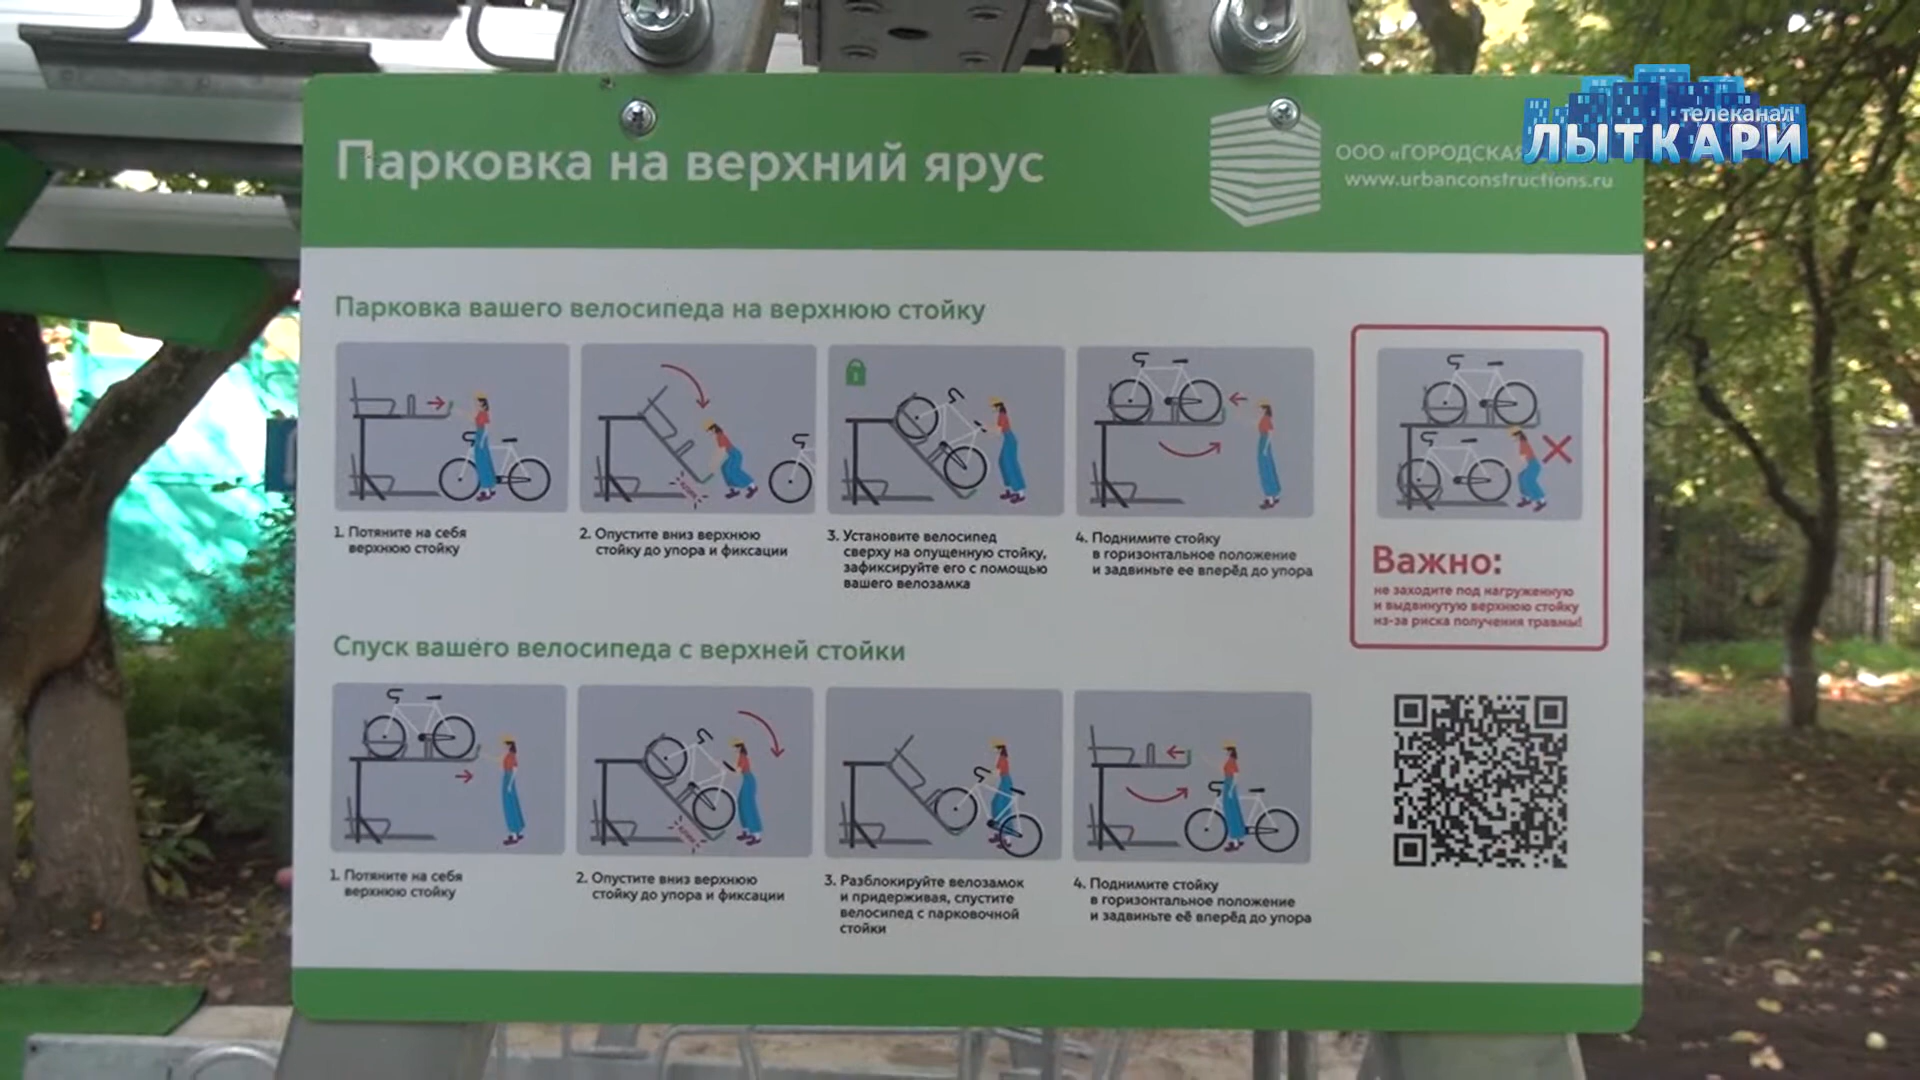 телеканал
ЛЫТКАРИ
Парковка на верхний ярус
ООО «ГОРОДСКАЯ
www.urbanconstructions.ru
Парковка вашего велосипеда на верхнюю стойку
1. Потяните на себя
верхнюю стойку
2. Опустите вниз верхнюю
стойку до упора и фиксации
3. Установите велосипед
сверху на опущенную стойку,
зафиксируйте его с помощью
вашего велозамка
4. Поднимите стойку
в горизонтальное положение
и задвиньте ее вперёд до упора
Важно:
не заходите под нагруженную
и выдвинутую верхнюю стойку
из-за риска получения травмы!
Спуск вашего велосипеда с верхней стойки
1. Потяните на себя
верхнюю стойку
2. Опустите вниз верхнюю
стойку до упора и фиксации
3. Разблокируйте велозамок
и придерживая, спустите
велосипед с парковочной
стойки
4. Поднимите стойку
в горизонтальное положение
и задвиньте её вперёд до упора